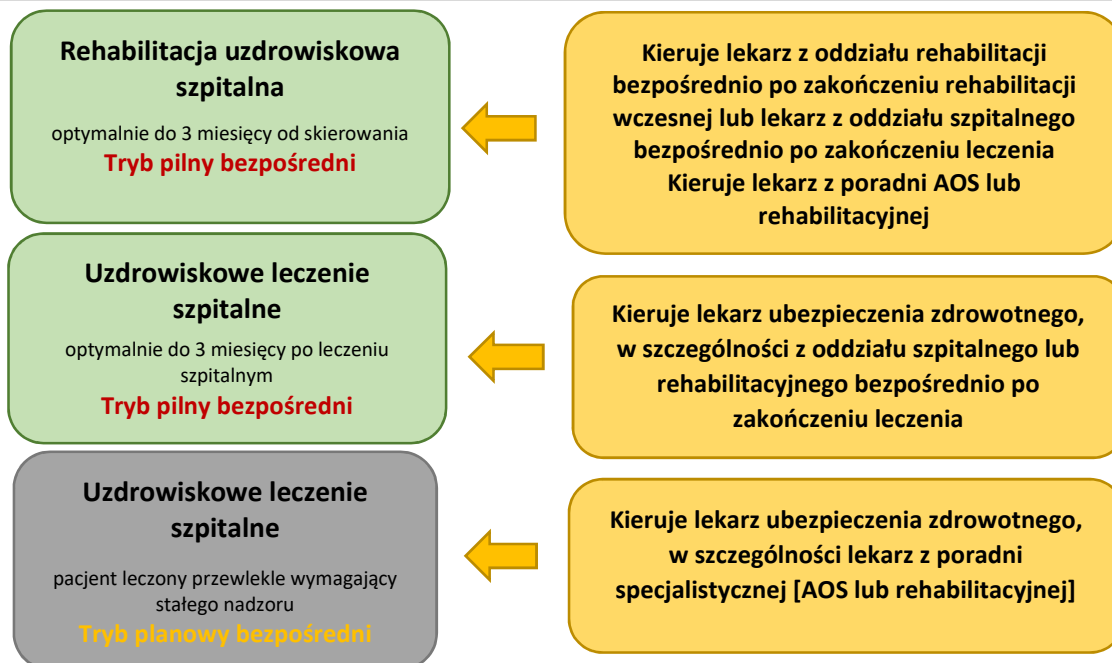 Rehabilitacja uzdrowiskowa
szpitalna
optymalnie do 3 miesięcy od skierowania
Tryb pilny bezpośredni
Kieruje lekarz z oddziału rehabilitacji
bezpośrednio po zakończeniu rehabilitacji
wczesnej lub lekarz z oddziału szpitalnego
bezpośrednio po zakończeniu leczenia
Kieruje lekarz z poradni AOS lub
rehabilitacyjnej
Uzdrowiskowe leczenie
szpitalne
optymalnie do 3 miesięcy po leczeniu
szpitalnym
Tryb pilny bezpośredni
Kieruje lekarz ubezpieczenia zdrowotnego,
w szczególności z oddziału szpitalnego lub
rehabilitacyjnego bezpośrednio po
zakończeniu leczenia
Uzdrowiskowe leczenie
szpitalne
pacjent leczony przewlekle wymagający
stałego nadzoru
Tryb planowy bezpośredni
Kieruje lekarz ubezpieczenia zdrowotnego,
w szczególności lekarz z poradni
specjalistycznej [AOS lub rehabilitacyjnej]